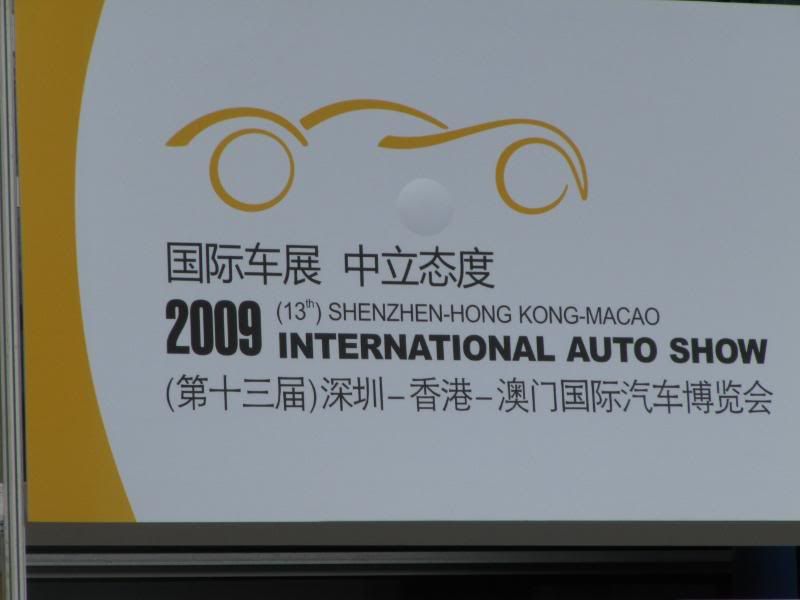 国际车展 中立态度
2009 (13th) SHENZHEN-HONG KONG-MACAO
INTERNATIONAL AUTO SHOW
(第十三届)深圳-香港-澳门国际汽车博览会